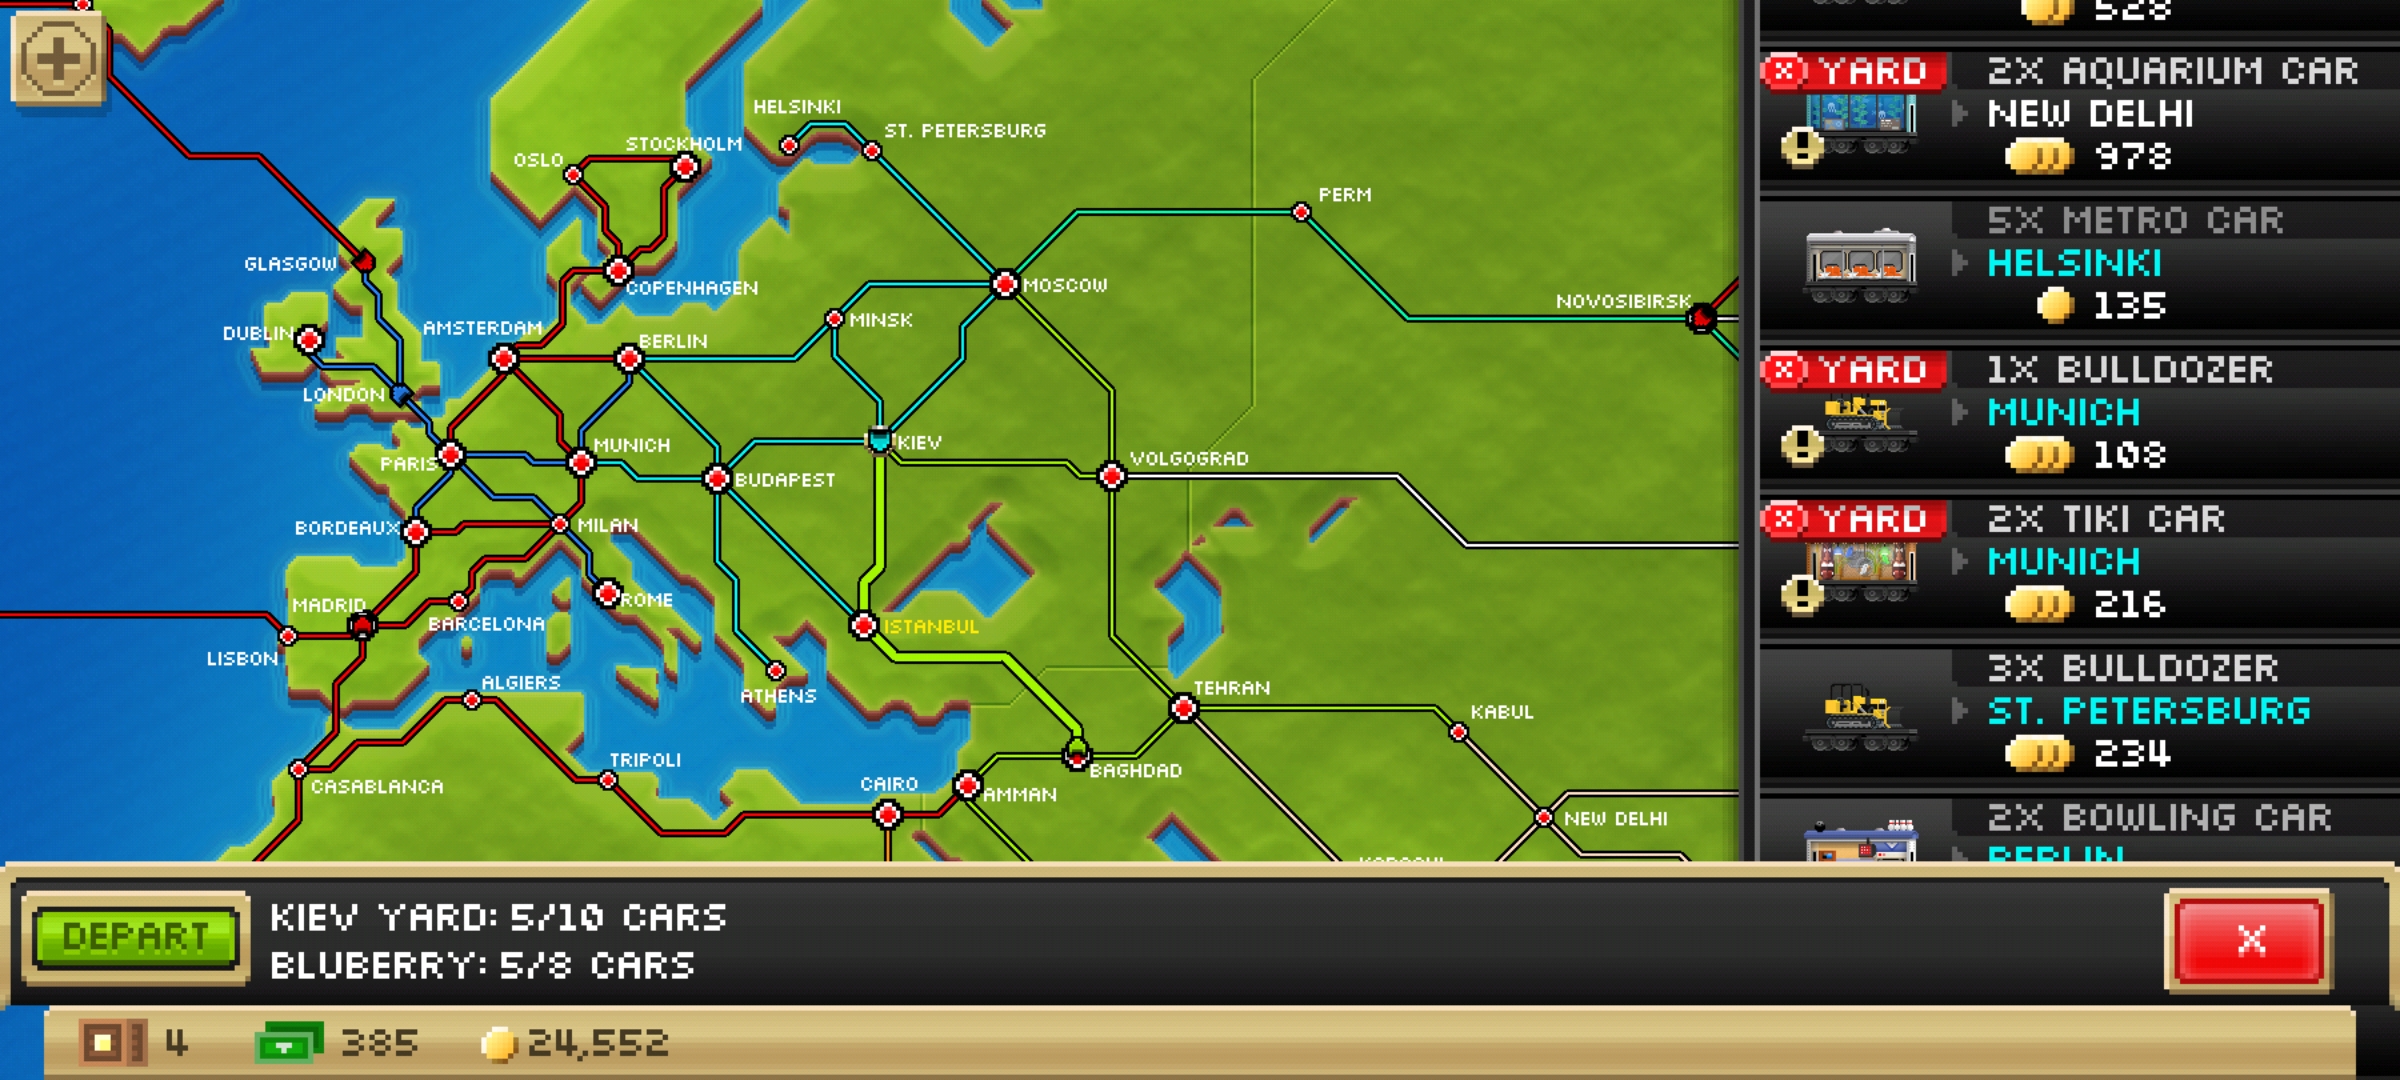 528
YARD
2X AQUARIUM CAR
NEW DELHI
978
5X METRO CAR
HELSINKI
135
YARD
1X BULLDOZER
MUNICH
108
YARD
2X TIKI CAR
MUNICH
216
3X BULLDOZER
ST. PETERSBURG
234
2X BOWLING CAR
BERLIN
HELSINKI
ST. PETERSBURG
STOCKHOLM
OSLO
PERM
GLASGOW
COPENHAGEN
MOSCOW
NOVOSIBIRSK
DUBLIN
AMSTERDAM
BERLIN
MINSK
LONDON
MUNICH
KIEV
PARIS
BUDAPEST
VOLGOGRAD
BORDEAUX
MILAN
MADRID
ROME
BARCELONA
ISTANBUL
LISBON
ALGIERS
ATHENS
TEHRAN
KABUL
TRIPOLI
CASABLANCA
CAIRO
AMMAN
BAGHDAD
NEW DELHI
DEPART
KIEV YARD: 5/10 CARS
BLUBERRY: 5/8 CARS
X
4
385
24,552